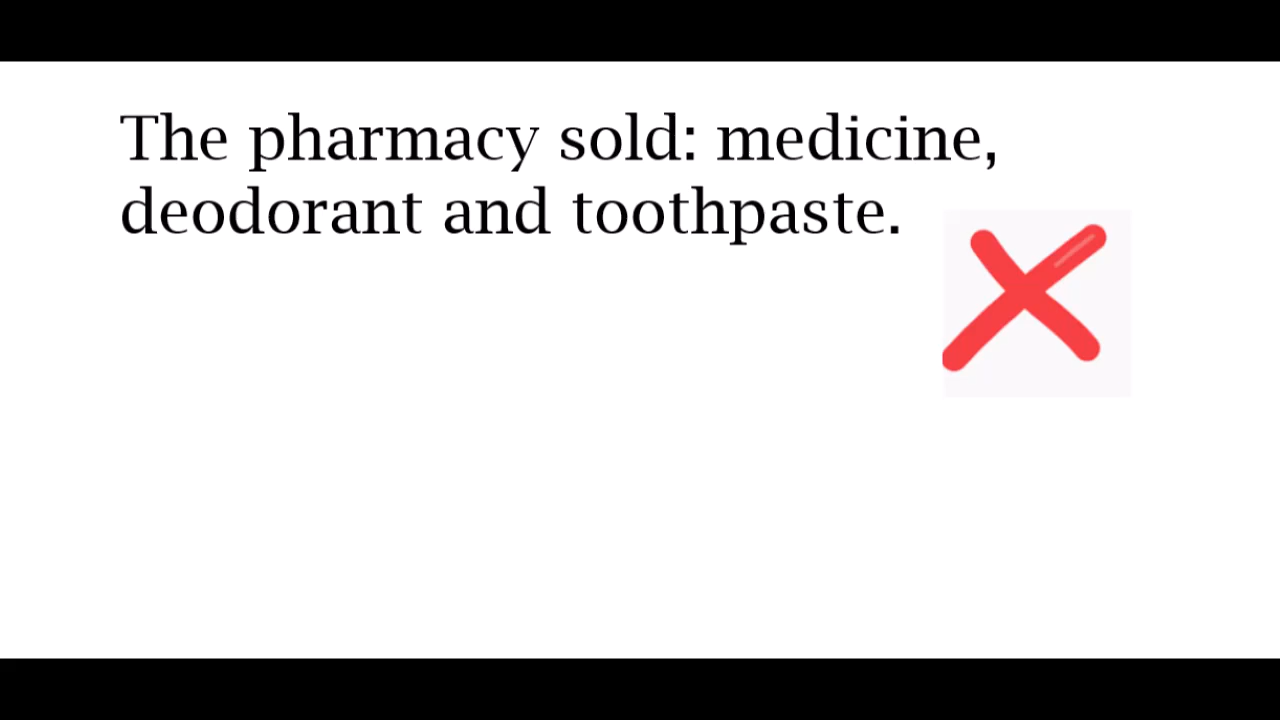 The pharmacy sold: medicine,
deodorant and toothpaste.